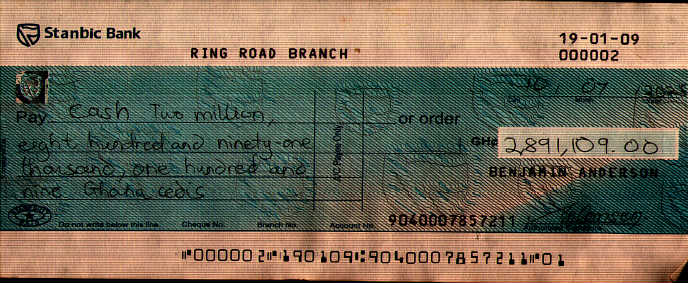 Stanbic Bank
19-01-09
RING ROAD BRANCH
000002
10 07 2025
Pay Cash Two million, or order
eight hundred and ninety-one
GH¢ 2,891,109.00
thousand, one hundred and
BENJAMIN ANDERSON
nine Ghana cedis
A/C Payee Only
Do not write below this line Cheque No. Branch No. Account No.
9040007857211
⑈000002⑈190109⑆9040007857211⑈01